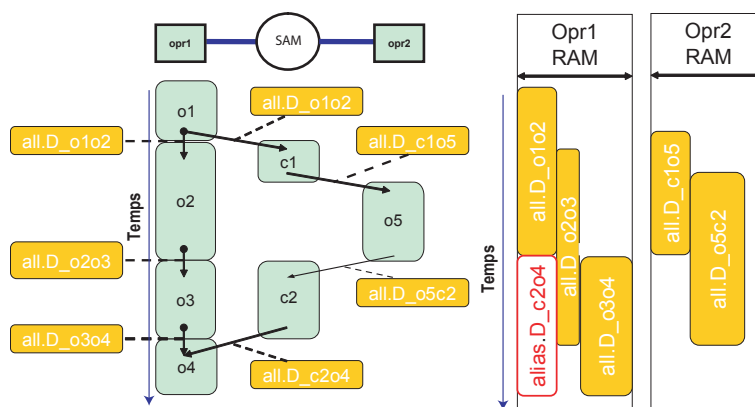 opr1
SAM
opr2
Opr1
RAM
Opr2
RAM
o1
all.D_o1o2
all.D_o1o2
all.D_c1o5
c1
o2
o5
Temps
all.D_o2o3
all.D_o5c2
o3
c2
all.D_o3o4
o4
all.D_c2o4
Temps
all.D_o1o2
all.D_o2o3
alias.D_c2o4
all.D_o3o4
all.D_c1o5
all.D_o5c2